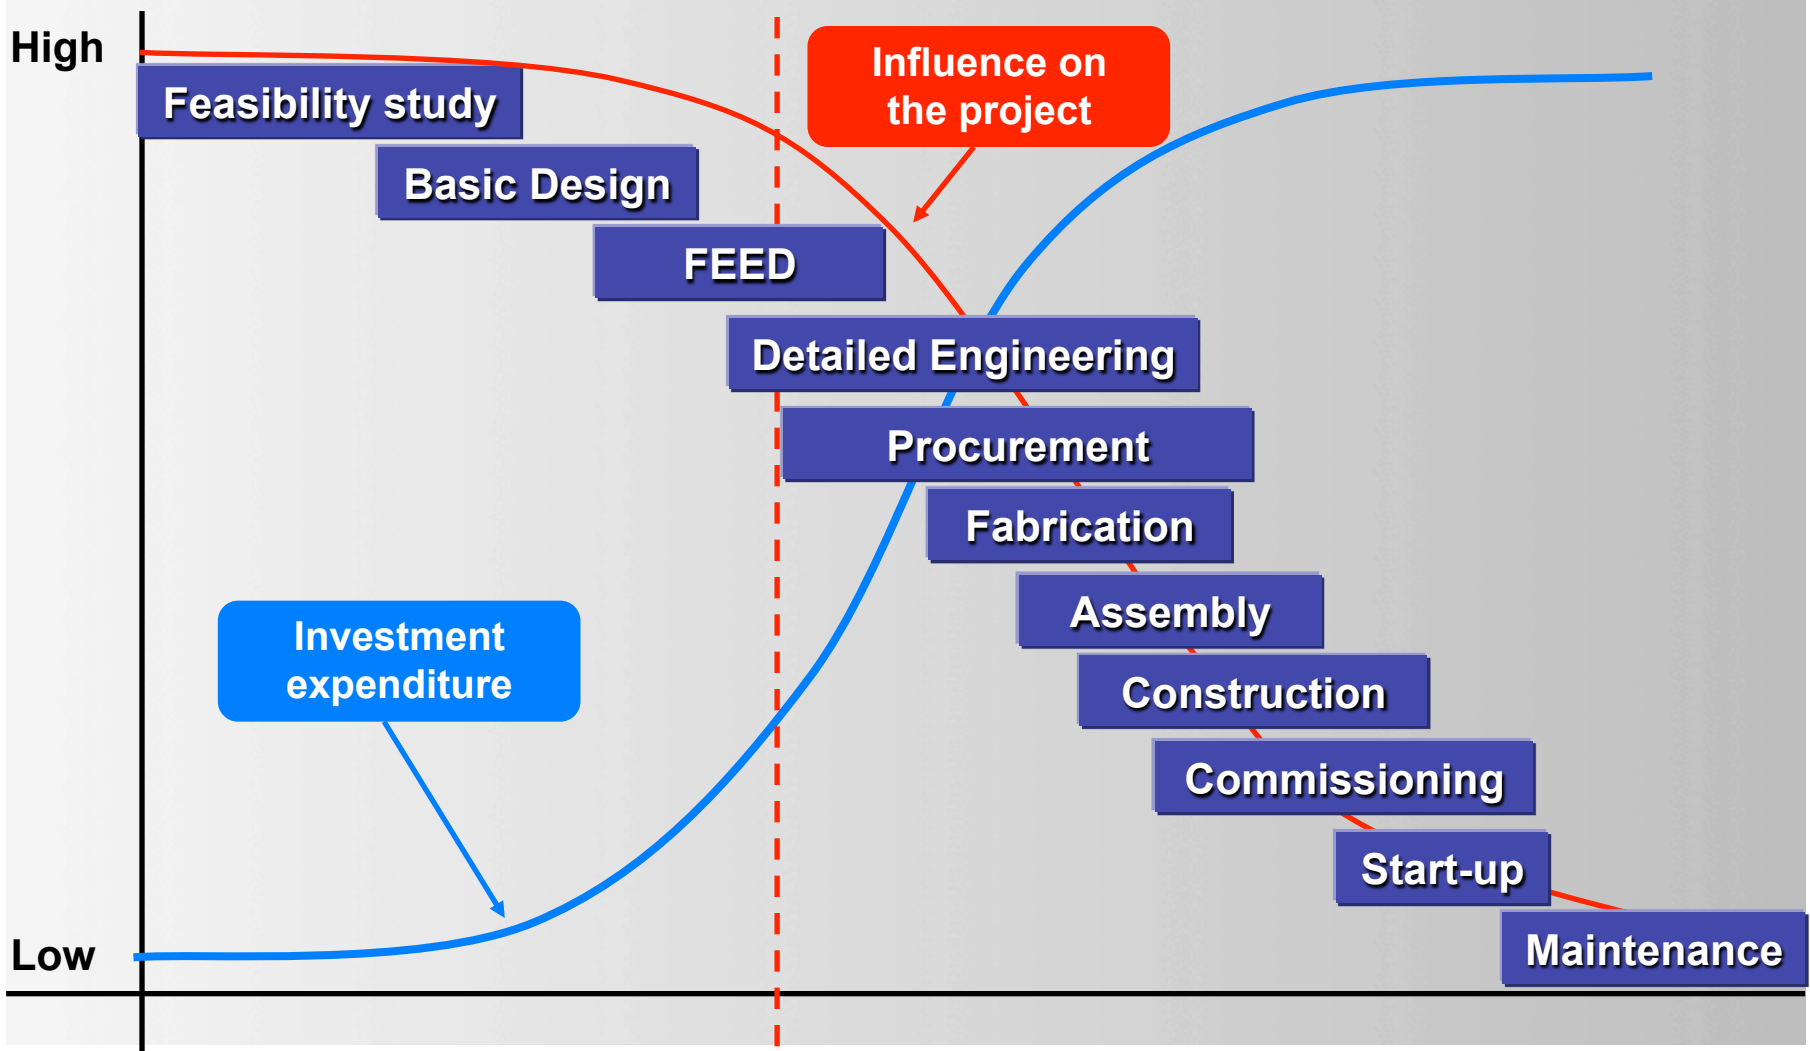 High
Influence on
the project
Feasibility study
Basic Design
FEED
Detailed Engineering
Procurement
Fabrication
Assembly
Investment
expenditure
Construction
Commissioning
Start-up
Low
Maintenance